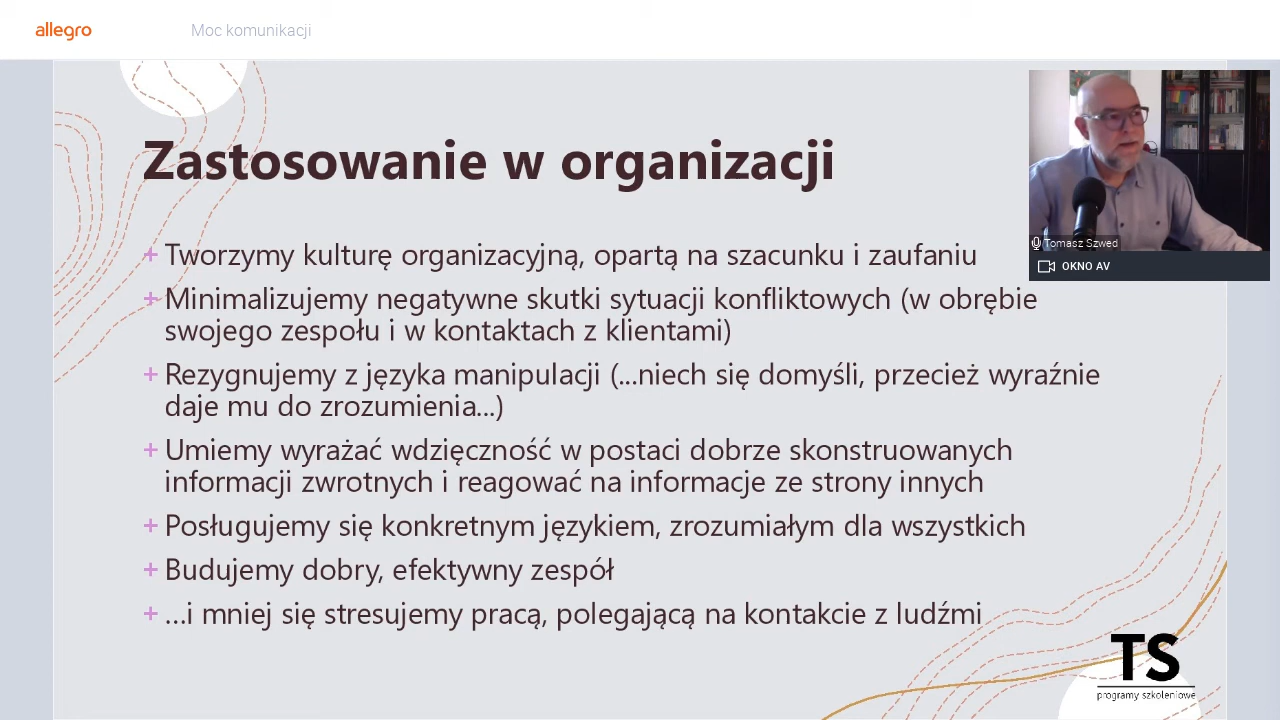 allegro
Moc komunikacji
Zastosowanie w organizacji
+ Tworzymy kulturę organizacyjną, opartą na szacunku i zaufaniu
+ Minimalizujemy negatywne skutki sytuacji konfliktowych (w obrębie
swojego zespołu i w kontaktach z klientami)
+ Rezygnujemy z języka manipulacji (...niech się domyśli, przecież wyraźnie
daje mu do zrozumienia...)
+ Umiemy wyrażać wdzięczność w postaci dobrze skonstruowanych
informacji zwrotnych i reagować na informacje ze strony innych
+ Posługujemy się konkretnym językiem, zrozumiałym dla wszystkich
+ Budujemy dobry, efektywny zespół
+ ...i mniej się stresujemy pracą, polegającą na kontakcie z ludźmi
Tomasz Szwed
OKNO AV
TS
programy szkoleniowe